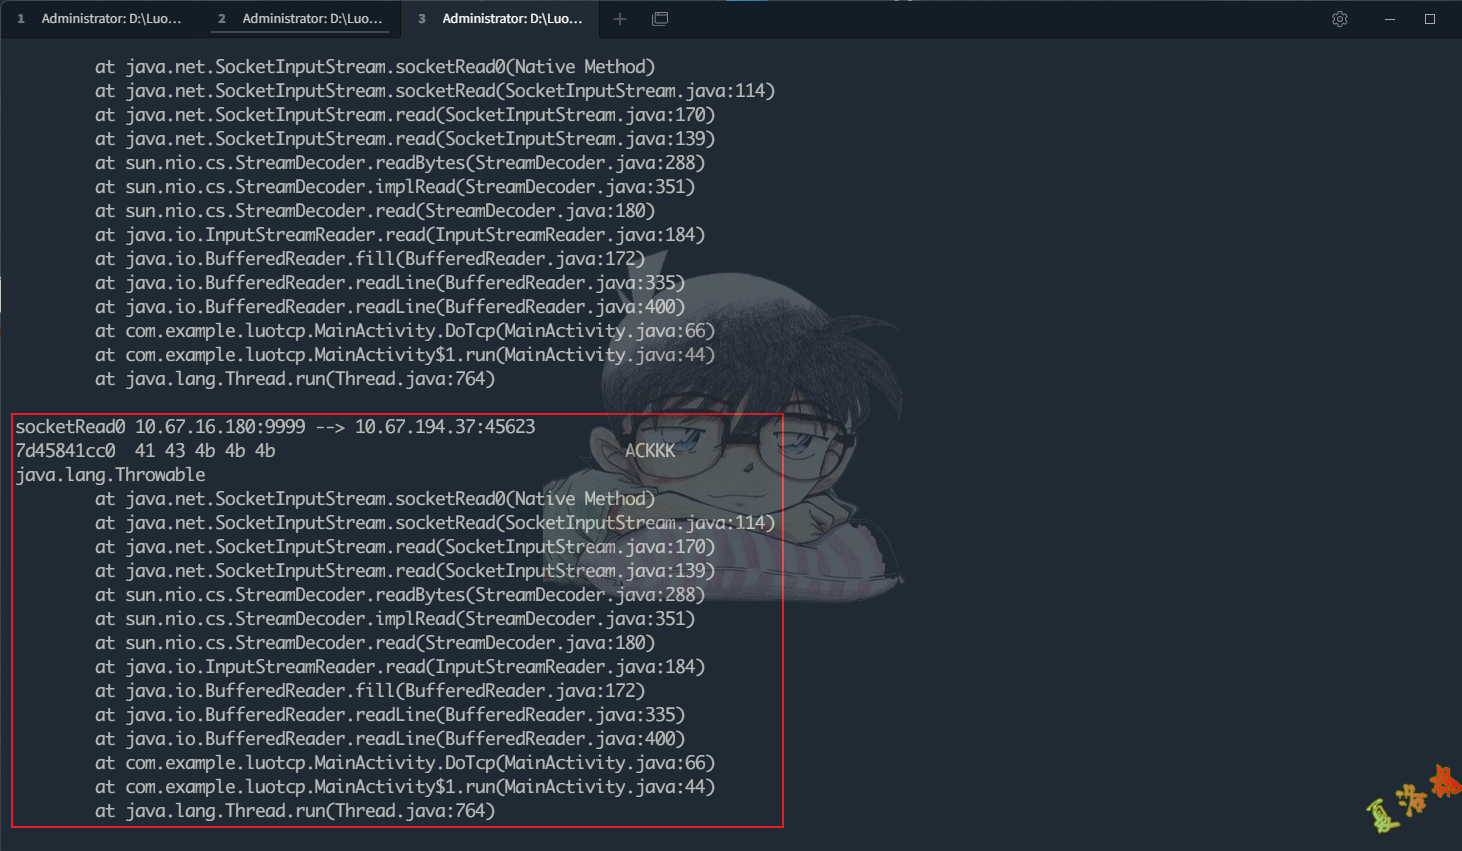 1 Administrator: D:\Luo... 2 Administrator: D:\Luo... 3 Administrator: D:\Luo...
at java.net.SocketInputStream.socketRead0(Native Method)
at java.net.SocketInputStream.socketRead(SocketInputStream.java:114)
at java.net.SocketInputStream.read(SocketInputStream.java:170)
at java.net.SocketInputStream.read(SocketInputStream.java:139)
at sun.nio.cs.StreamDecoder.readBytes(StreamDecoder.java:288)
at sun.nio.cs.StreamDecoder.implRead(StreamDecoder.java:351)
at sun.nio.cs.StreamDecoder.read(StreamDecoder.java:180)
at java.io.InputStreamReader.read(InputStreamReader.java:184)
at java.io.BufferedReader.fill(BufferedReader.java:172)
at java.io.BufferedReader.readLine(BufferedReader.java:335)
at java.io.BufferedReader.readLine(BufferedReader.java:400)
at com.example.luotcp.MainActivity.DoTcp(MainActivity.java:66)
at com.example.luotcp.MainActivity$1.run(MainActivity.java:44)
at java.lang.Thread.run(Thread.java:764)
socketRead0 10.67.16.180:9999 --> 10.67.194.37:45623
7d45841cc0 41 43 4b 4b 4b ACKKK
java.lang.Throwable
at java.net.SocketInputStream.socketRead0(Native Method)
at java.net.SocketInputStream.socketRead(SocketInputStream.java:114)
at java.net.SocketInputStream.read(SocketInputStream.java:170)
at java.net.SocketInputStream.read(SocketInputStream.java:139)
at sun.nio.cs.StreamDecoder.readBytes(StreamDecoder.java:288)
at sun.nio.cs.StreamDecoder.implRead(StreamDecoder.java:351)
at sun.nio.cs.StreamDecoder.read(StreamDecoder.java:180)
at java.io.InputStreamReader.read(InputStreamReader.java:184)
at java.io.BufferedReader.fill(BufferedReader.java:172)
at java.io.BufferedReader.readLine(BufferedReader.java:335)
at java.io.BufferedReader.readLine(BufferedReader.java:400)
at com.example.luotcp.MainActivity.DoTcp(MainActivity.java:66)
at com.example.luotcp.MainActivity$1.run(MainActivity.java:44)
at java.lang.Thread.run(Thread.java:764)
夏洛